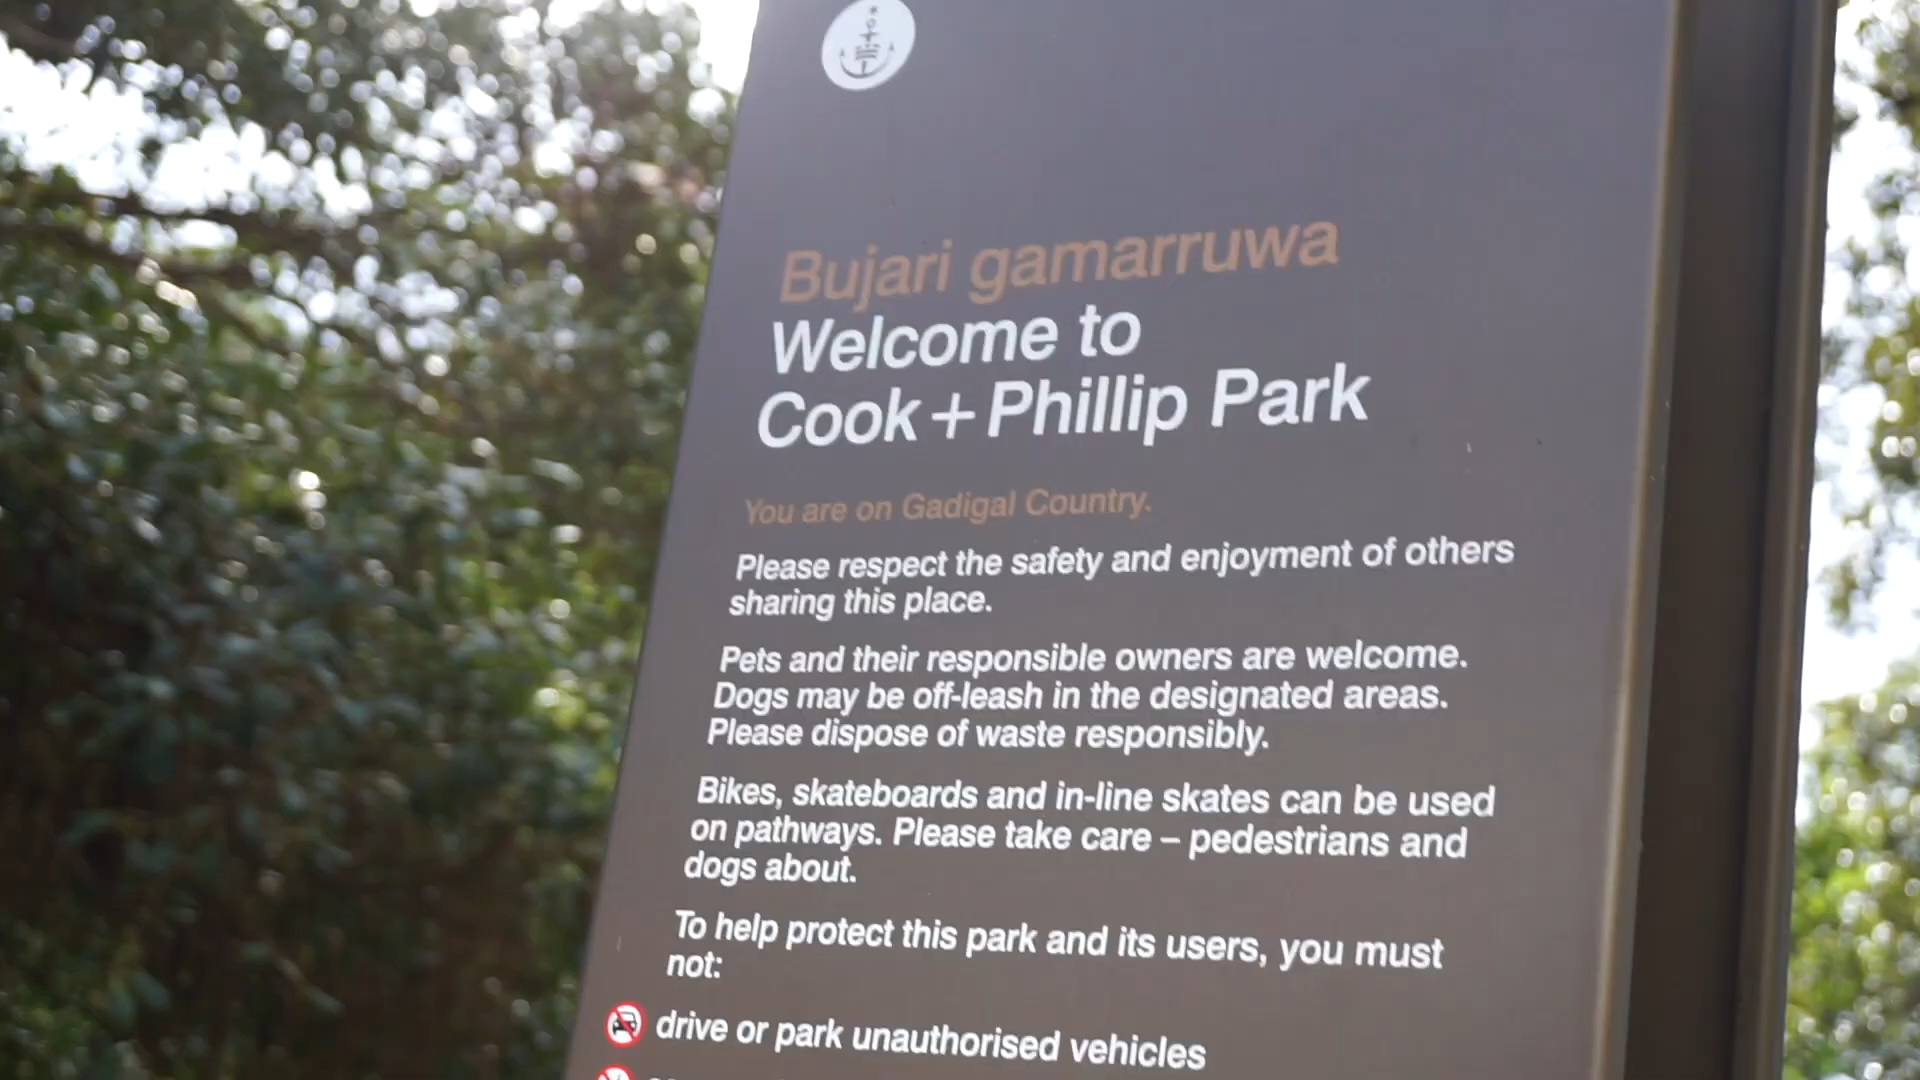 Bujari gamarruwa
Welcome to
Cook + Phillip Park
You are on Gadigal Country.
Please respect the safety and enjoyment of others
sharing this place.
Pets and their responsible owners are welcome.
Dogs may be off-leash in the designated areas.
Please dispose of waste responsibly.
Bikes, skateboards and in-line skates can be used
on pathways. Please take care – pedestrians and
dogs about.
To help protect this park and its users, you must
not:
drive or park unauthorised vehicles